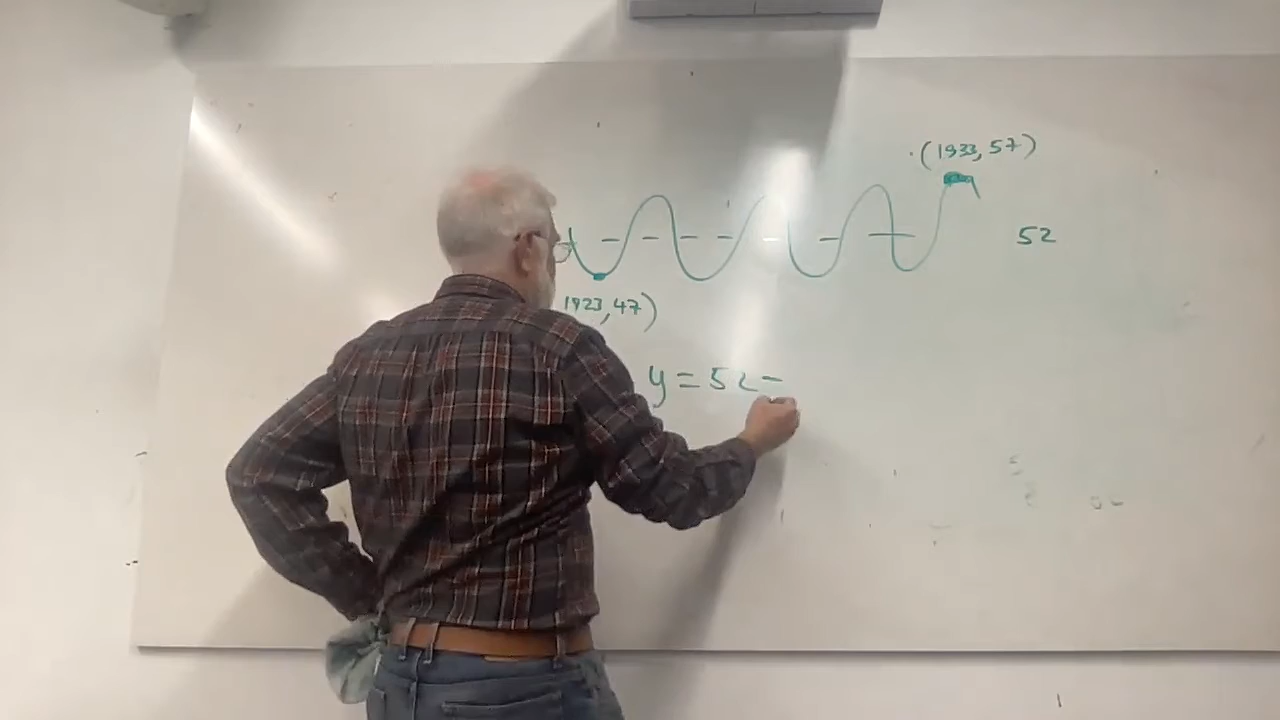 (1933, 57)
52
1923, 47)
y = 52 -